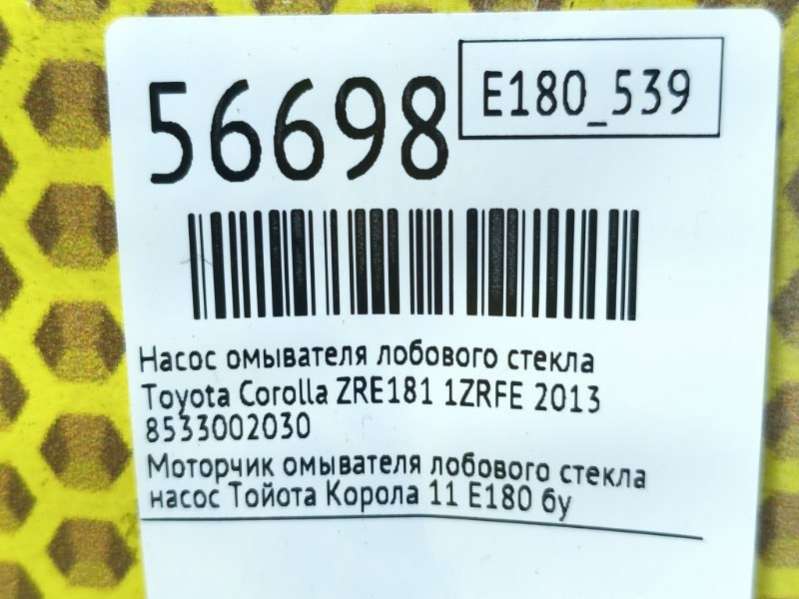 56698
E180_539
Насос омывателя лобового стекла
Toyota Corolla ZRE181 1ZRFE 2013
8533002030
Моторчик омывателя лобового стекла
насос Тойота Корола 11 Е180 бу